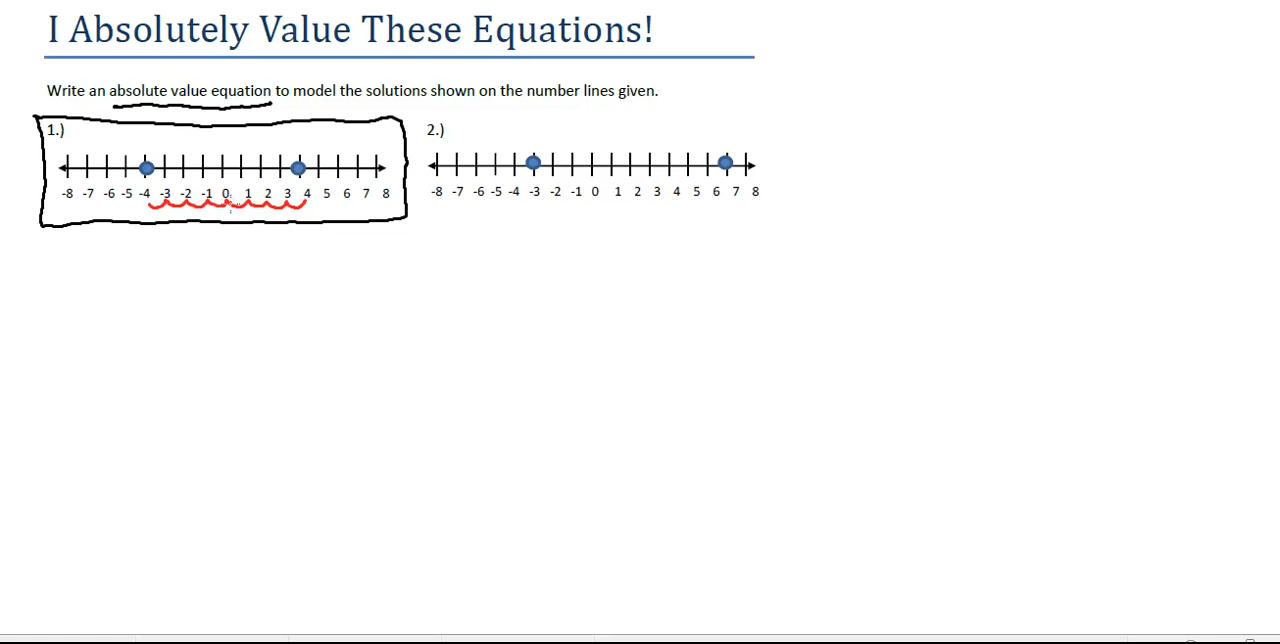 I Absolutely Value These Equations!
Write an absolute value equation to model the solutions shown on the number lines given.
1.)
-8 -7 -6 -5 -4 -3 -2 -1 0 1 2 3 4 5 6 7 8
2.)
-8 -7 -6 -5 -4 -3 -2 -1 0 1 2 3 4 5 6 7 8